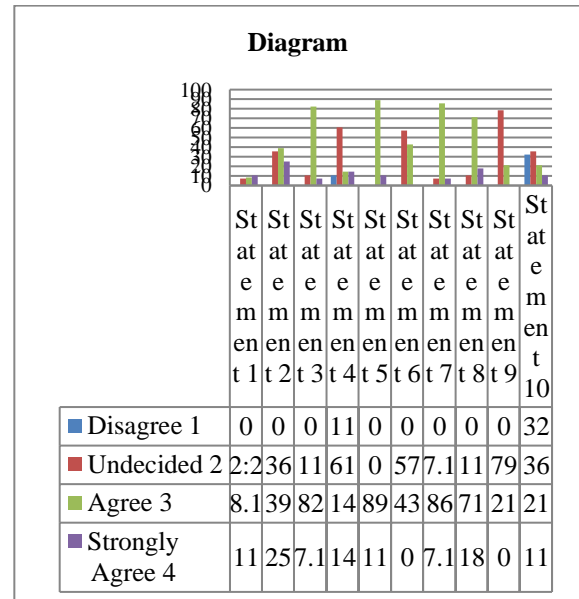 Diagram
100
90
80
70
60
50
40
30
20
10
0
Statement 1 Statement 2 Statement 3 Statement 4 Statement 5 Statement 6 Statement 7 Statement 8 Statement 9 Statement 10
Disagree 1 0 0 0 11 0 0 0 0 0 32
Undecided 2 2:2 36 11 61 0 57 7.1 11 79 36
Agree 3 8.1 39 82 14 89 43 86 71 21 21
Strongly Agree 4 11 25 7.1 14 11 0 7.1 18 0 11